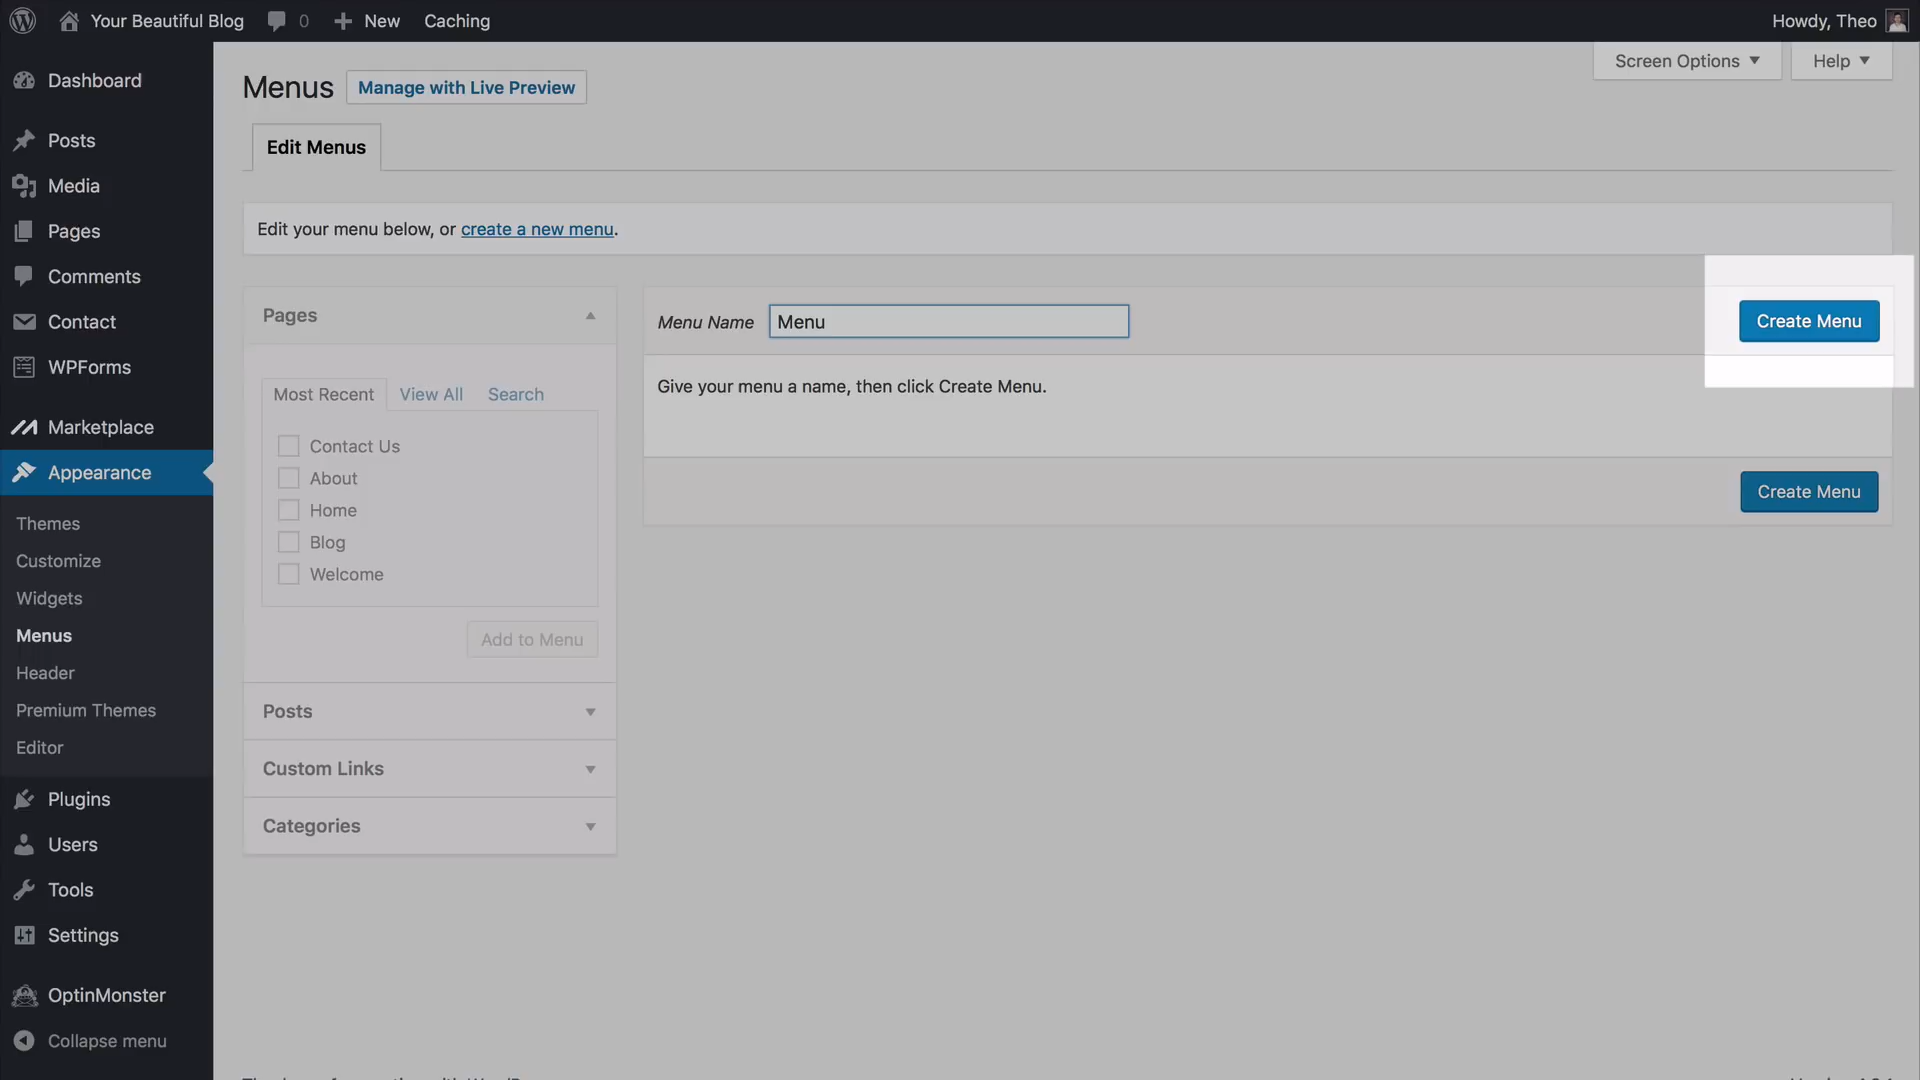 Your Beautiful Blog 0 New Caching Howdy, Theo
Screen Options Help
Menus Manage with Live Preview
Edit Menus
Edit your menu below, or create a new menu.
Dashboard
Posts
Media
Pages
Comments
Contact
WPForms
Marketplace
Appearance
Themes
Customize
Widgets
Menus
Header
Premium Themes
Editor
Plugins
Users
Tools
Settings
OptinMonster
Collapse menu
Pages
Most Recent View All Search
Contact Us
About
Home
Blog
Welcome
Add to Menu
Posts
Custom Links
Categories
Menu Name Menu Create Menu
Give your menu a name, then click Create Menu.
Create Menu